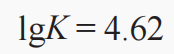 lgK = 4.62